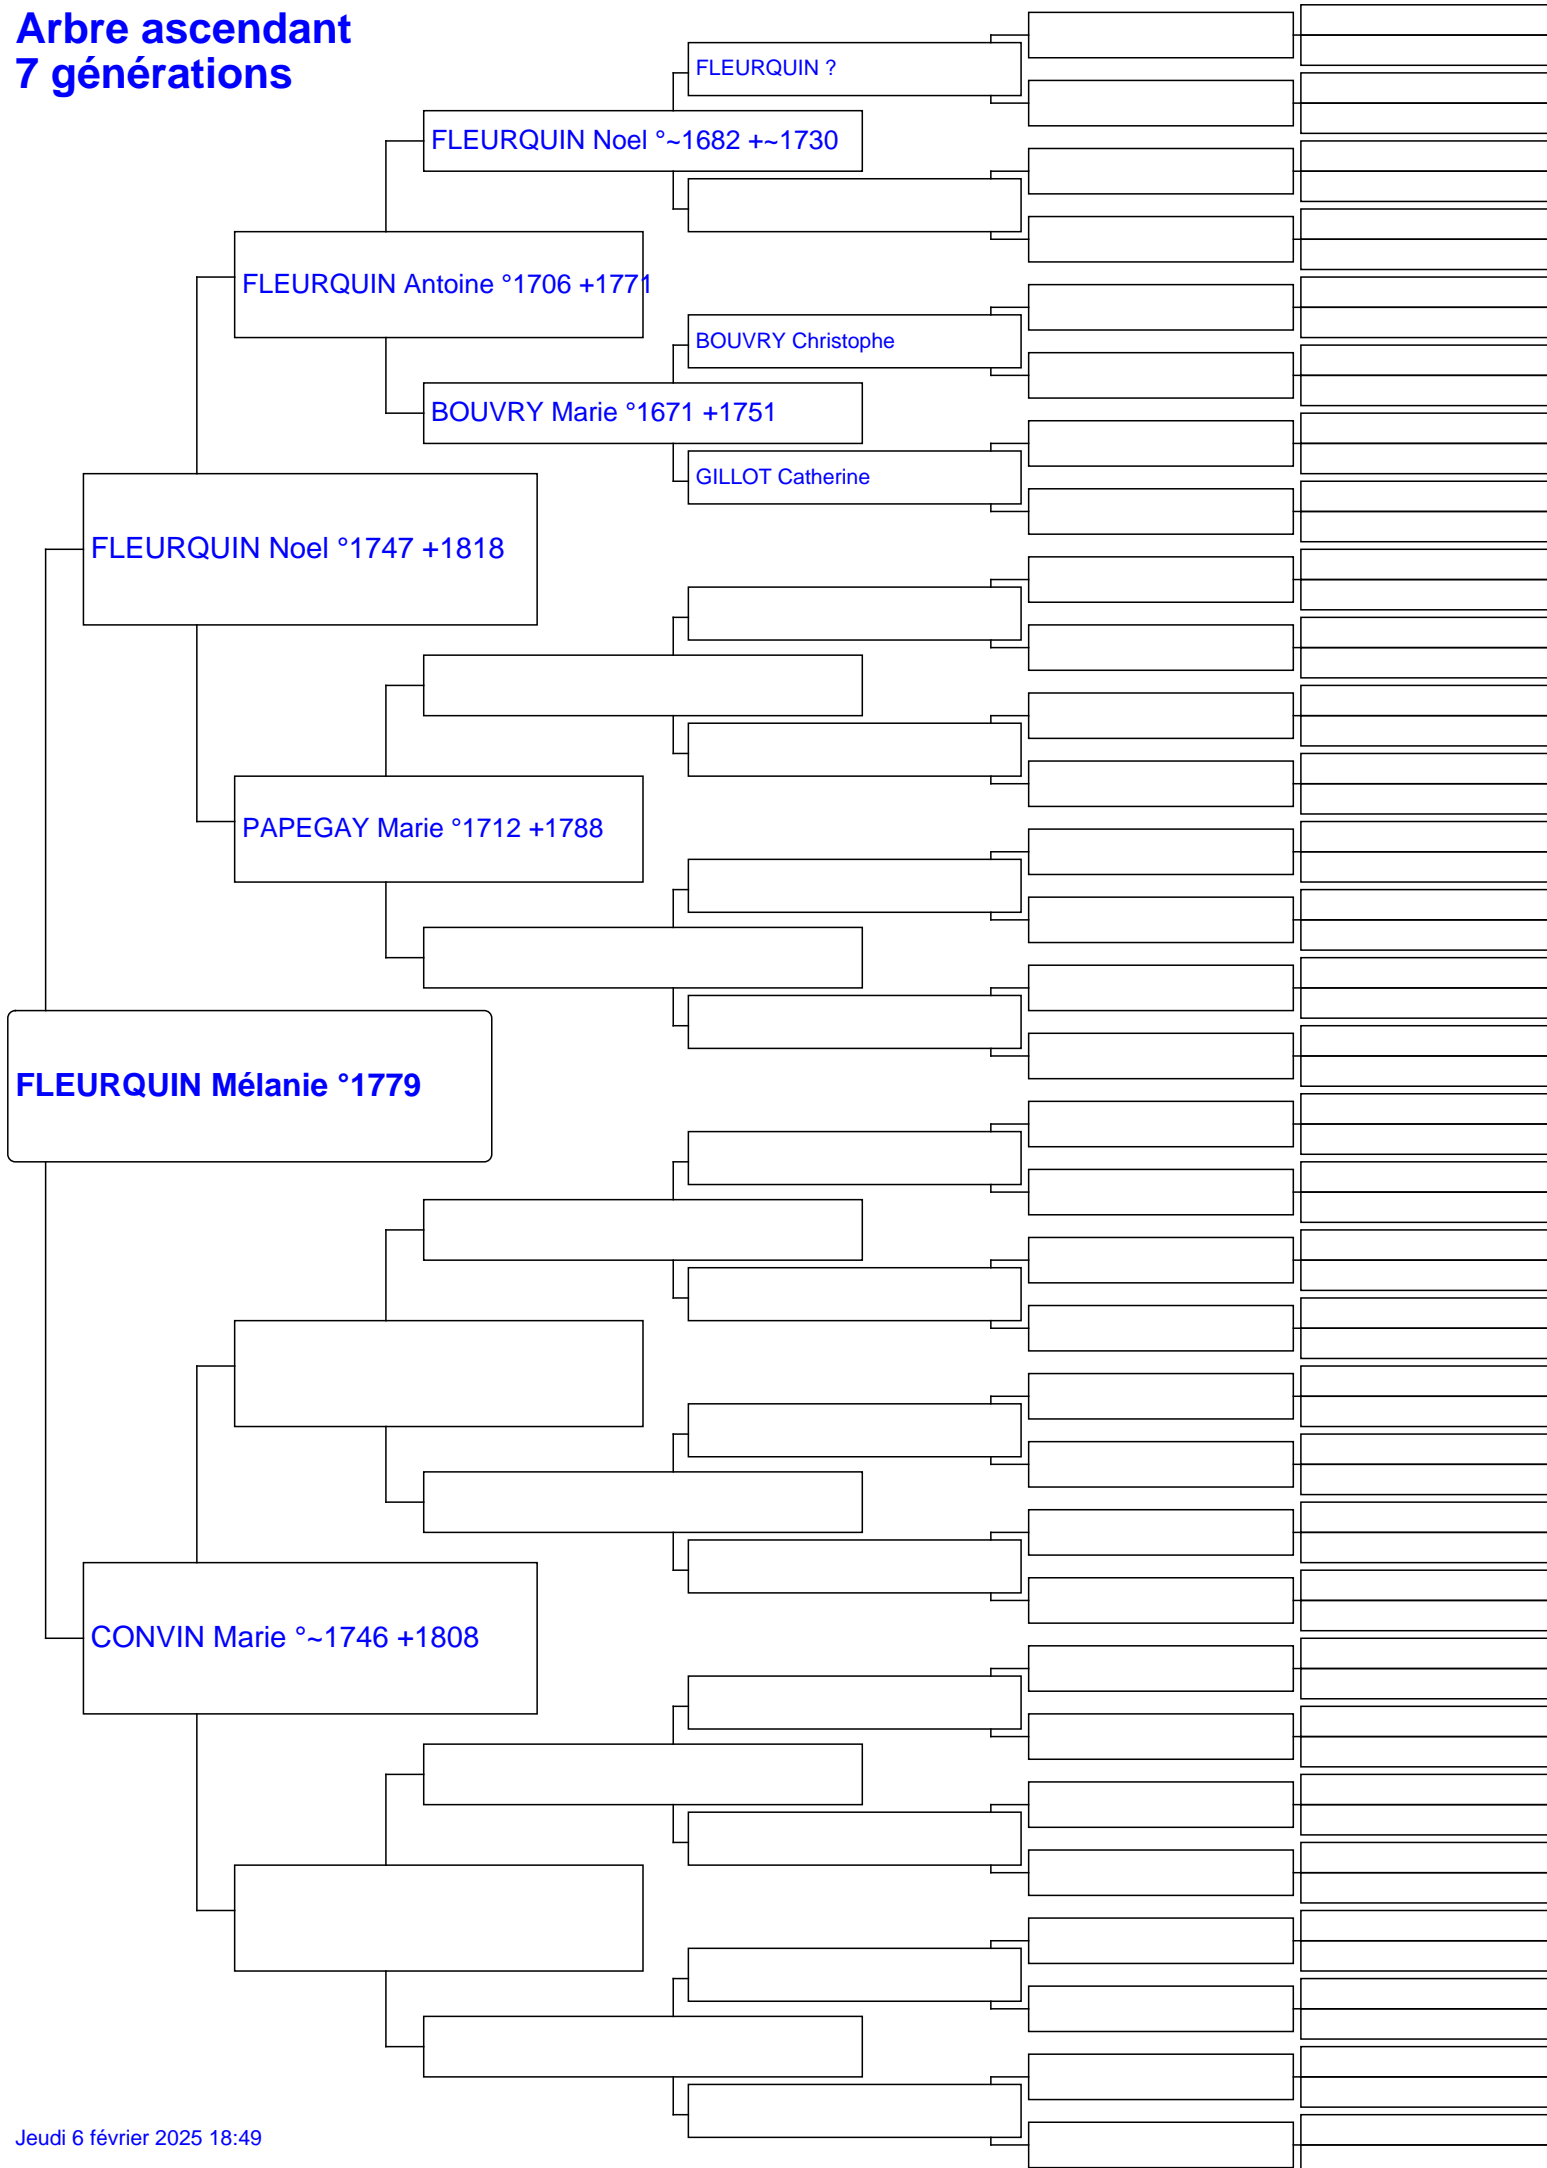 Arbre ascendant
7 générations
FLEURQUIN ?
FLEURQUIN Noel °~1682 +~1730
FLEURQUIN Antoine °1706 +1771
BOUVRY Christophe
BOUVRY Marie °1671 +1751
GILLOT Catherine
FLEURQUIN Noel °1747 +1818
PAPEGAY Marie °1712 +1788
FLEURQUIN Mélanie °1779
CONVIN Marie °~1746 +1808
Jeudi 6 février 2025 18:49